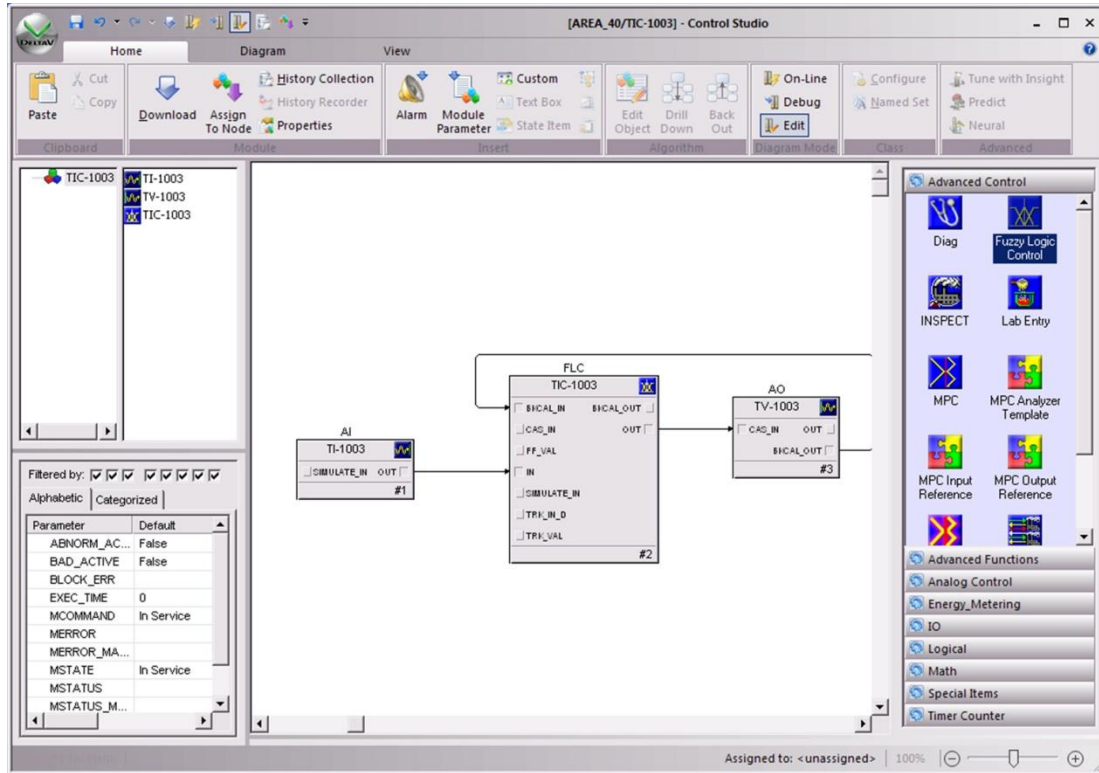 [AREA_40/TIC-1003] - Control Studio
DELTAV
Home Diagram View
Paste
Cut
Copy
Clipboard
Download
Assign To Node
History Collection
History Recorder
Properties
Module
Alarm
Module Parameter
Custom
Text Box
State Item
Insert
Edit Object
Drill Down
Back Out
Algorithm
On-Line
Debug
Edit
Diagram Mode
Configure
Named Set
Class
Tune with Insight
Predict
Neural
Advanced
TIC-1003
TI-1003
TV-1003
TIC-1003
Filtered by:
Alphabetic Categorized
Parameter Default
ABNORM_AC... False
BAD_ACTIVE False
BLOCK_ERR
EXEC_TIME 0
MCOMMAND In Service
MERROR
MERROR_MA...
MSTATE In Service
MSTATUS
MSTATUS_M...
AI
TI-1003
SIMULATE_IN OUT
#1
FLC
TIC-1003
BKCAL_IN BKCAL_OUT
CAS_IN OUT
FF_VAL
IN
SIMULATE_IN
TRK_IN_D
TRK_VAL
#2
AO
TV-1003
CAS_IN OUT
BKCAL_OUT
#3
Advanced Control
Diag
Fuzzy Logic Control
INSPECT
Lab Entry
MPC
MPC Analyzer Template
MPC Input Reference
MPC Output Reference
Advanced Functions
Analog Control
Energy_Metering
IO
Logical
Math
Special Items
Timer Counter
Assigned to: <unassigned> 100%